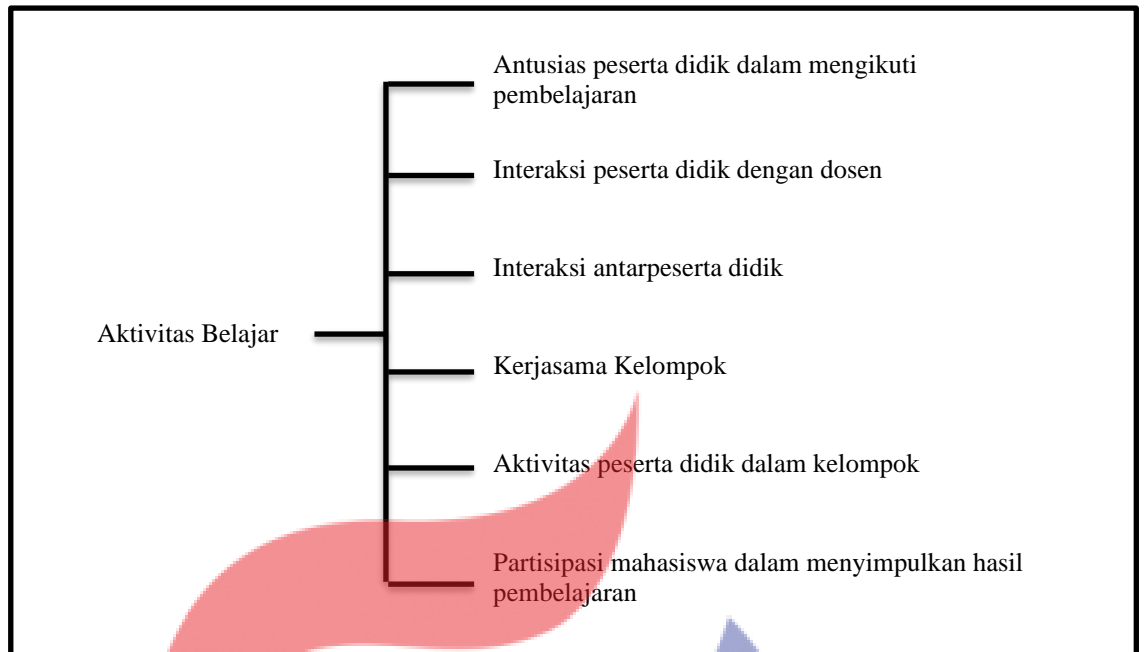 Antusias peserta didik dalam mengikuti
pembelajaran
Interaksi peserta didik dengan dosen
Interaksi antarpeserta didik
Aktivitas Belajar
Kerjasama Kelompok
Aktivitas peserta didik dalam kelompok
Partisipasi mahasiswa dalam menyimpulkan hasil
pembelajaran